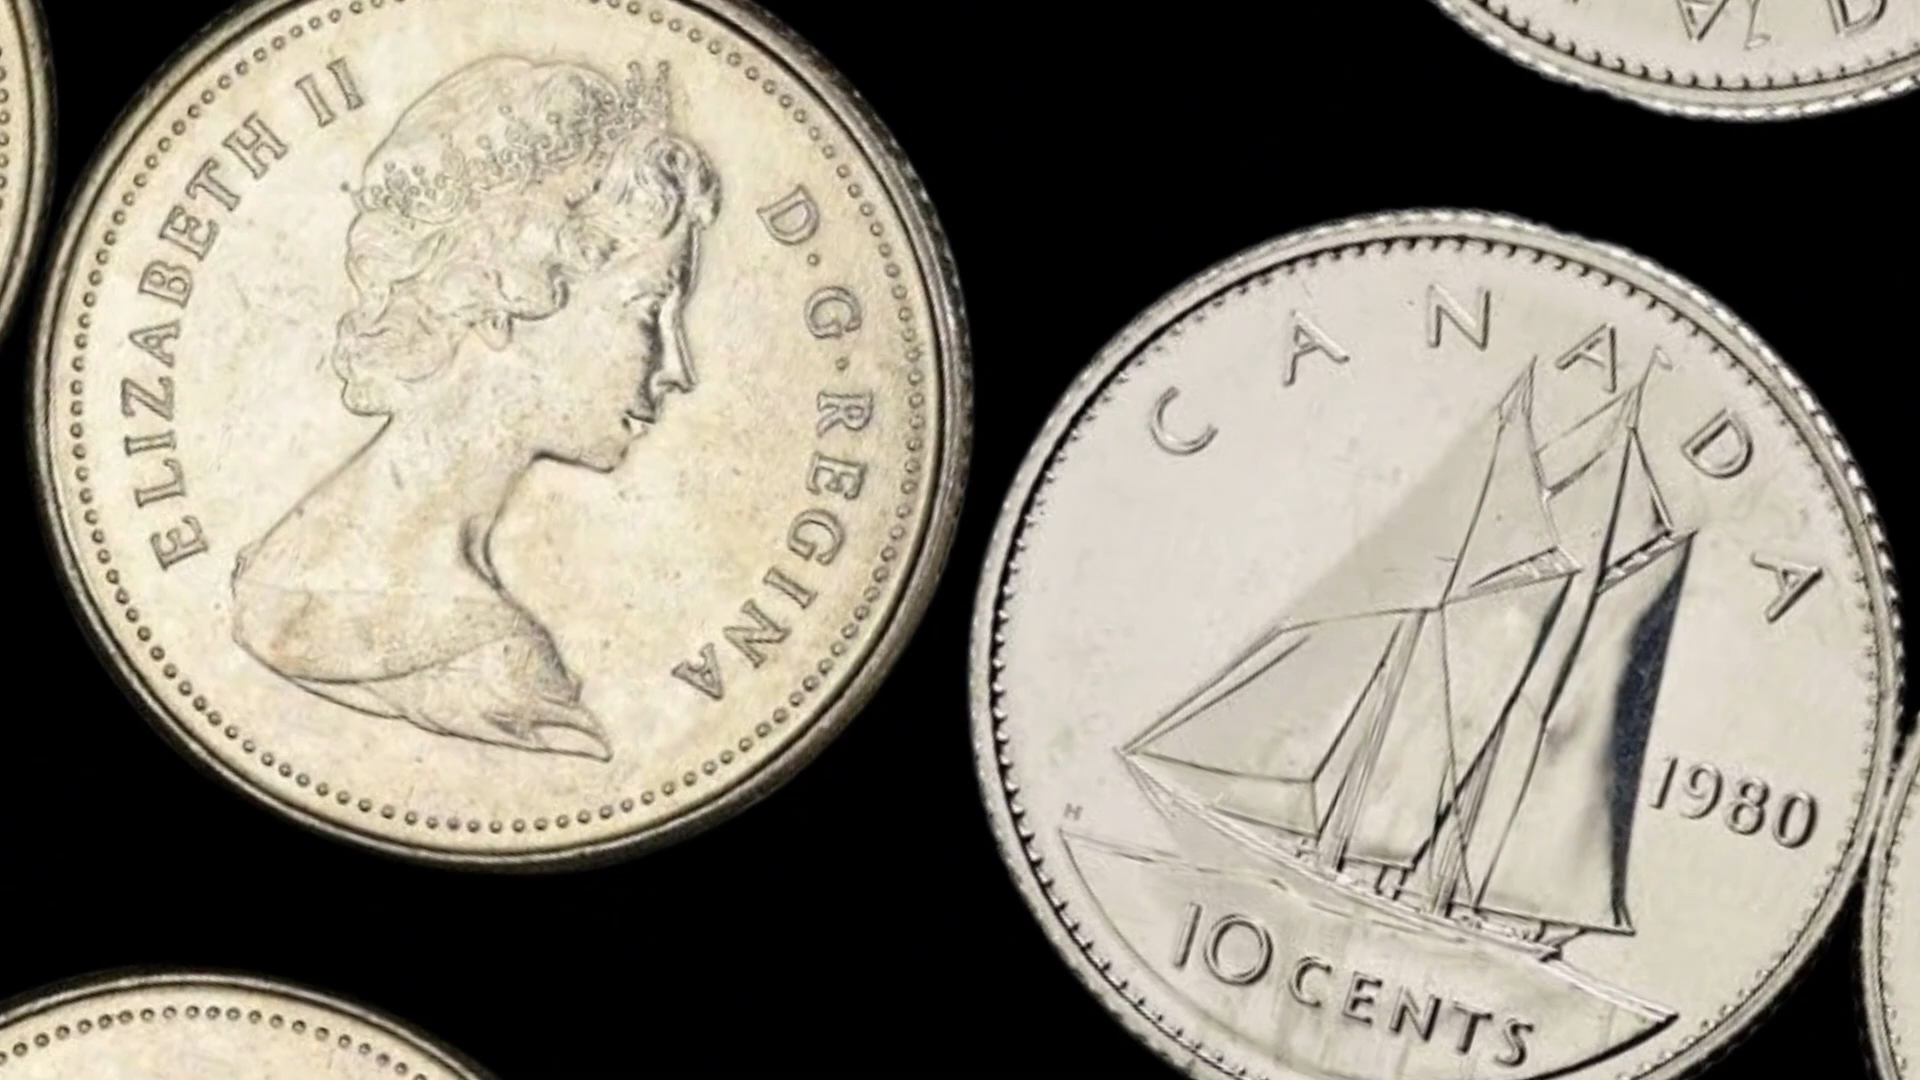 ELIZABETH II
D·G·REGINA
CANADA
1980
H
10 CENTS
D